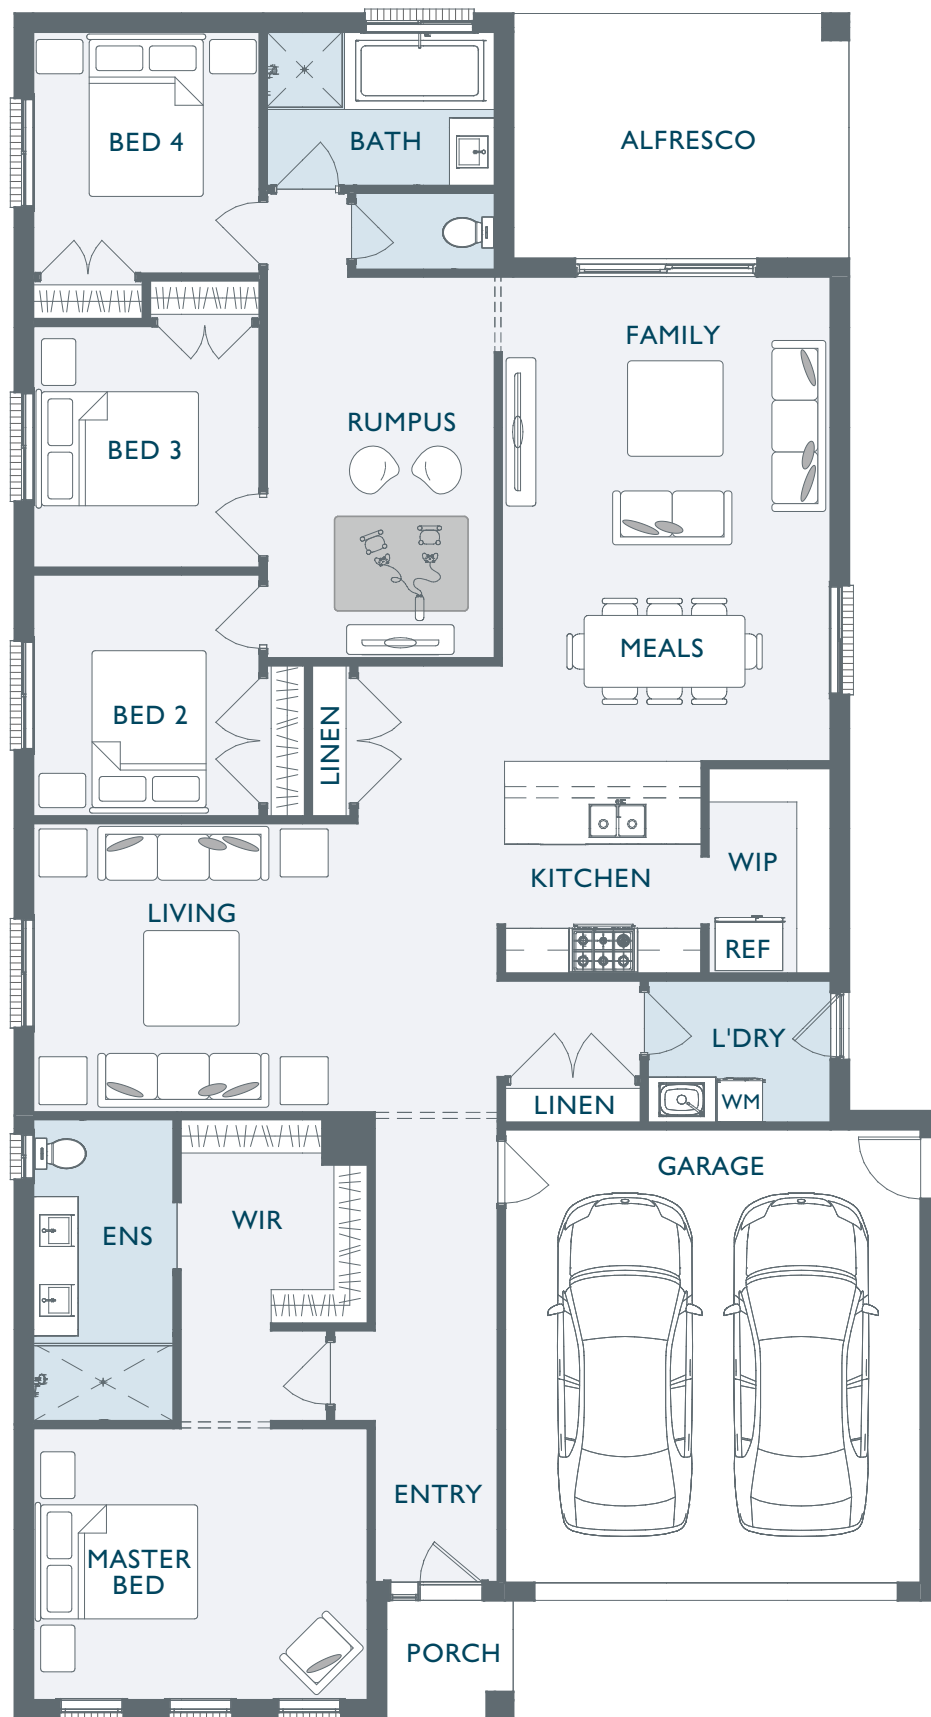 BED 4
BATH
ALFRESCO
FAMILY
RUMPUS
BED 3
MEALS
BED 2
LINEN
WIP
KITCHEN
LIVING
REF
L'DRY
WM
LINEN
GARAGE
WIR
ENS
ENTRY
MASTER
BED
PORCH